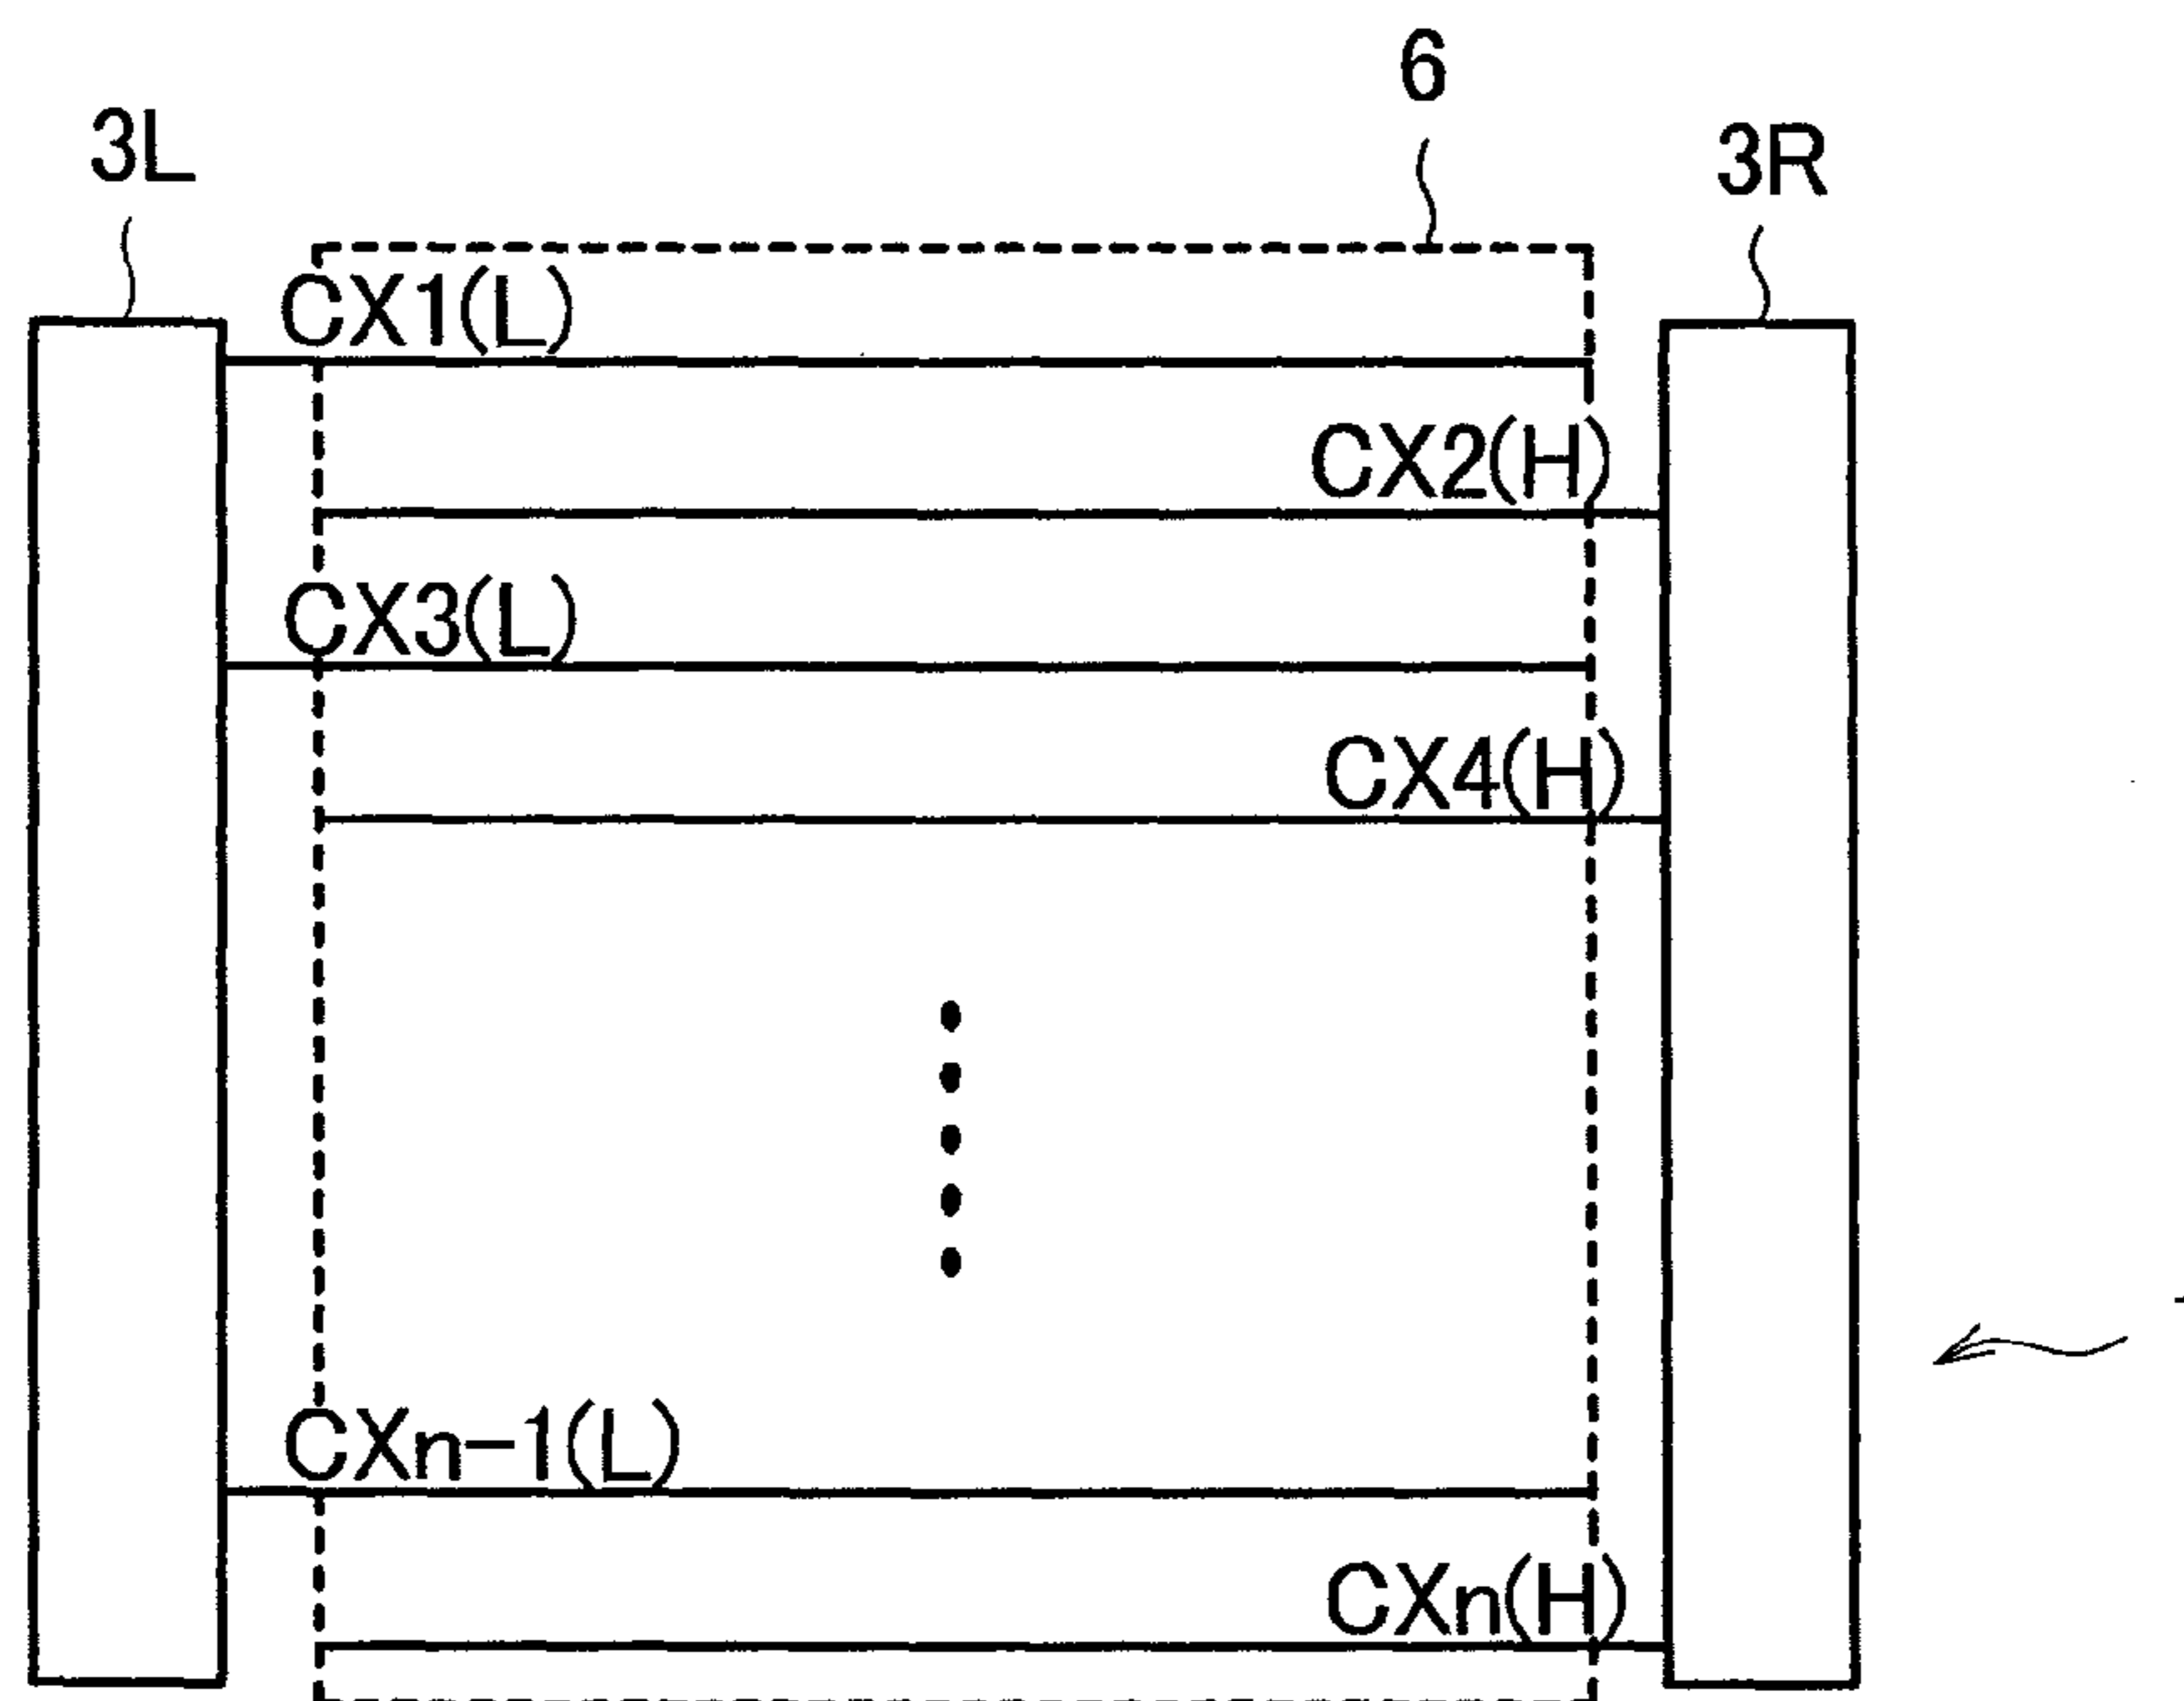 6
3L
3R
CX1(L)
CX2(H)
CX3(L)
CX4(H)
CXn-1(L)
CXn(H)